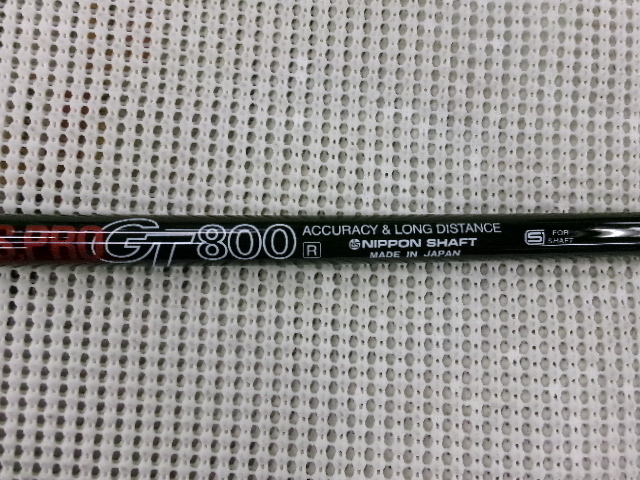 PRO GT800
R
ACCURACY & LONG DISTANCE
NIPPON SHAFT
MADE IN JAPAN
FOR
SHAFT